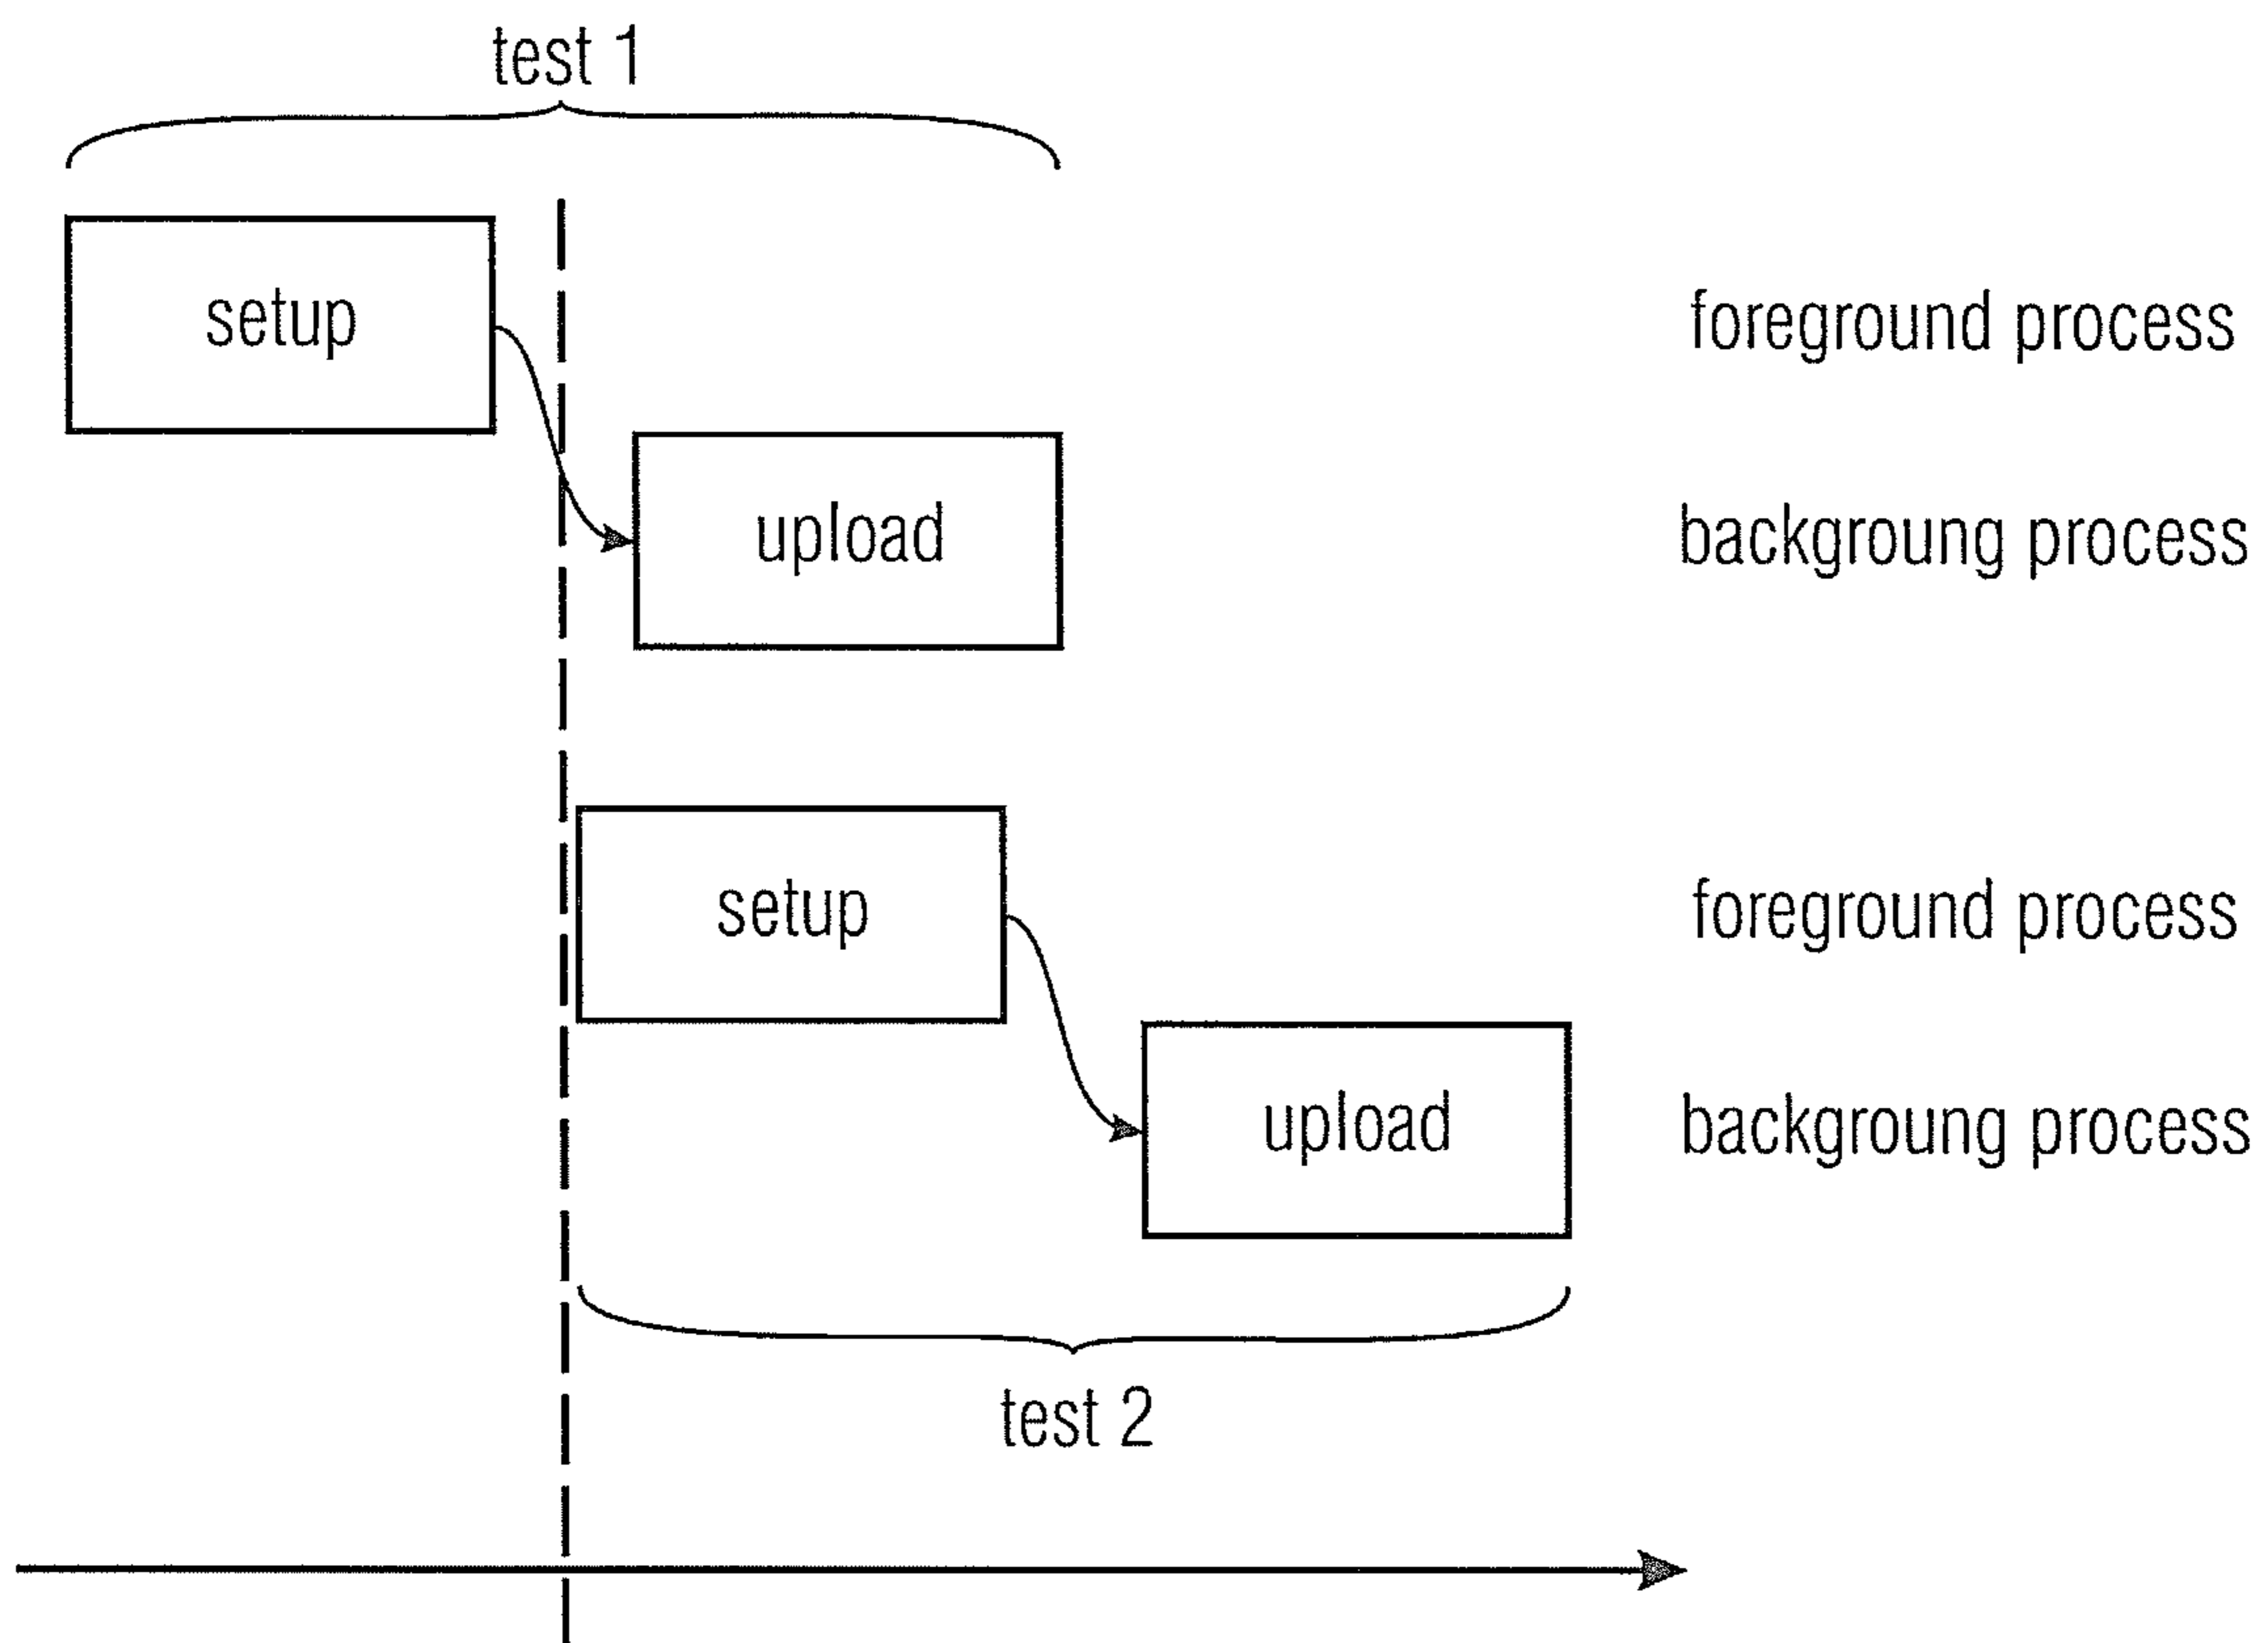 test 1
setup
foreground process
upload
backgroung process
setup
foreground process
upload
backgroung process
test 2